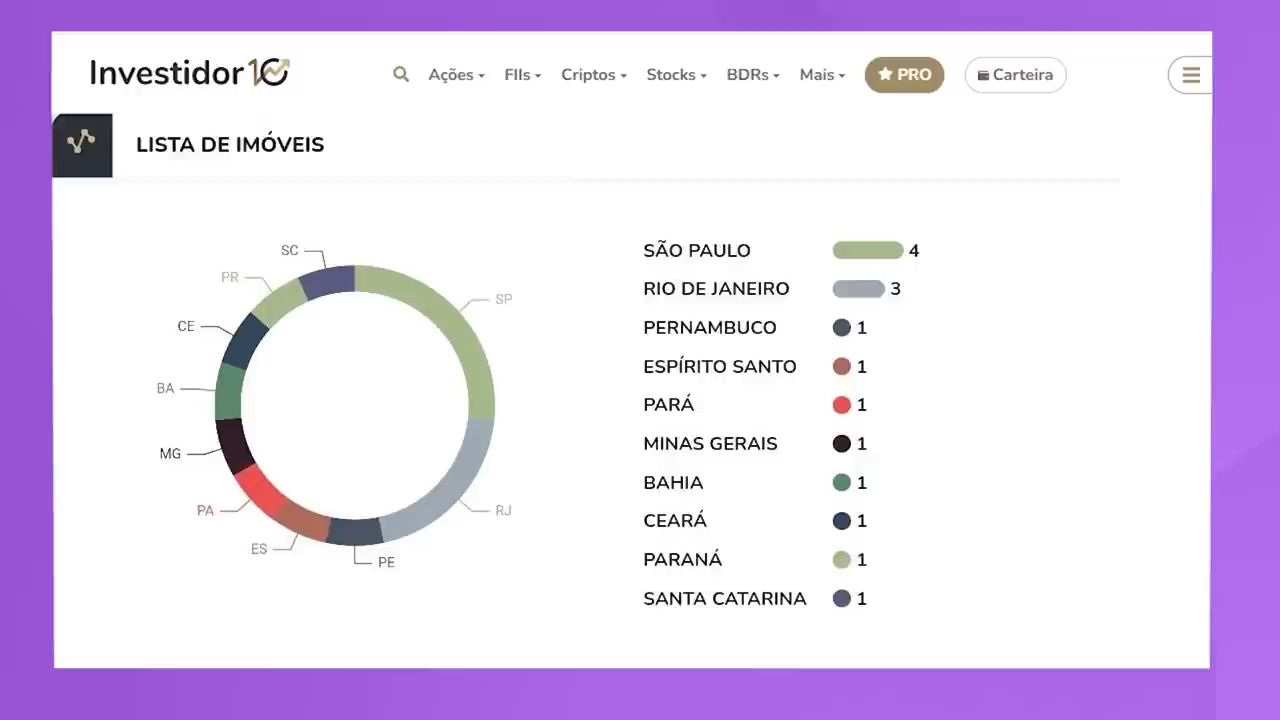 Investidor 10
Ações FIIs Criptos Stocks BDRs Mais PRO Carteira
LISTA DE IMÓVEIS
SC
PR
SP
CE
BA
MG
PA
RJ
ES
PE
SÃO PAULO 4
RIO DE JANEIRO 3
PERNAMBUCO 1
ESPÍRITO SANTO 1
PARÁ 1
MINAS GERAIS 1
BAHIA 1
CEARÁ 1
PARANÁ 1
SANTA CATARINA 1